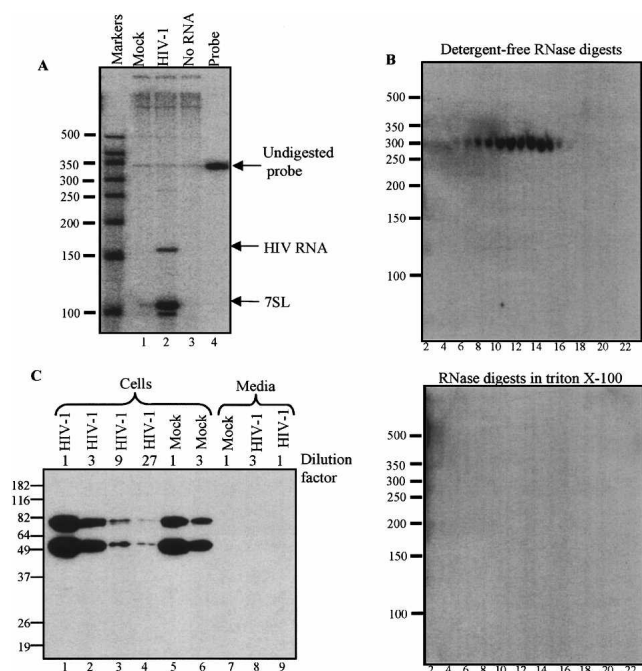 A
Markers
Mock
HIV-1
No RNA
Probe
500
350
300
250
200
150
100
Undigested
probe
HIV RNA
7SL
1 2 3 4
B
Detergent-free RNase digests
500
350
300
250
200
150
100
2 4 6 8 10 12 14 16 18 20 22
RNase digests in triton X-100
500
350
300
250
200
150
100
2 4 6 8 10 12 14 16 18 20 22
C
Cells Media
HIV-1 HIV-1 HIV-1 HIV-1 Mock Mock Mock HIV-1 HIV-1
1 3 9 27 1 3 1 3 1 Dilution
factor
182
116
82
64
49
37
26
19
1 2 3 4 5 6 7 8 9